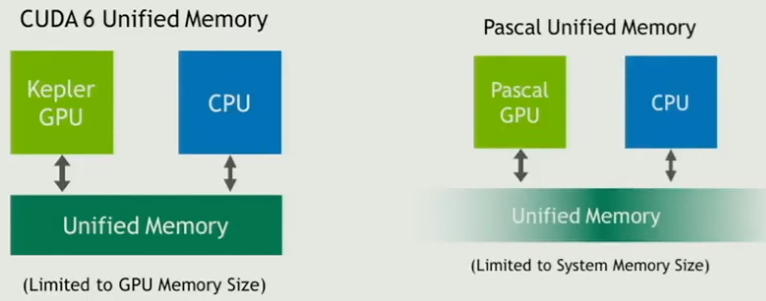 CUDA 6 Unified Memory
Kepler
GPU
CPU
Unified Memory
(Limited to GPU Memory Size)
Pascal Unified Memory
Pascal
GPU
CPU
Unified Memory
(Limited to System Memory Size)